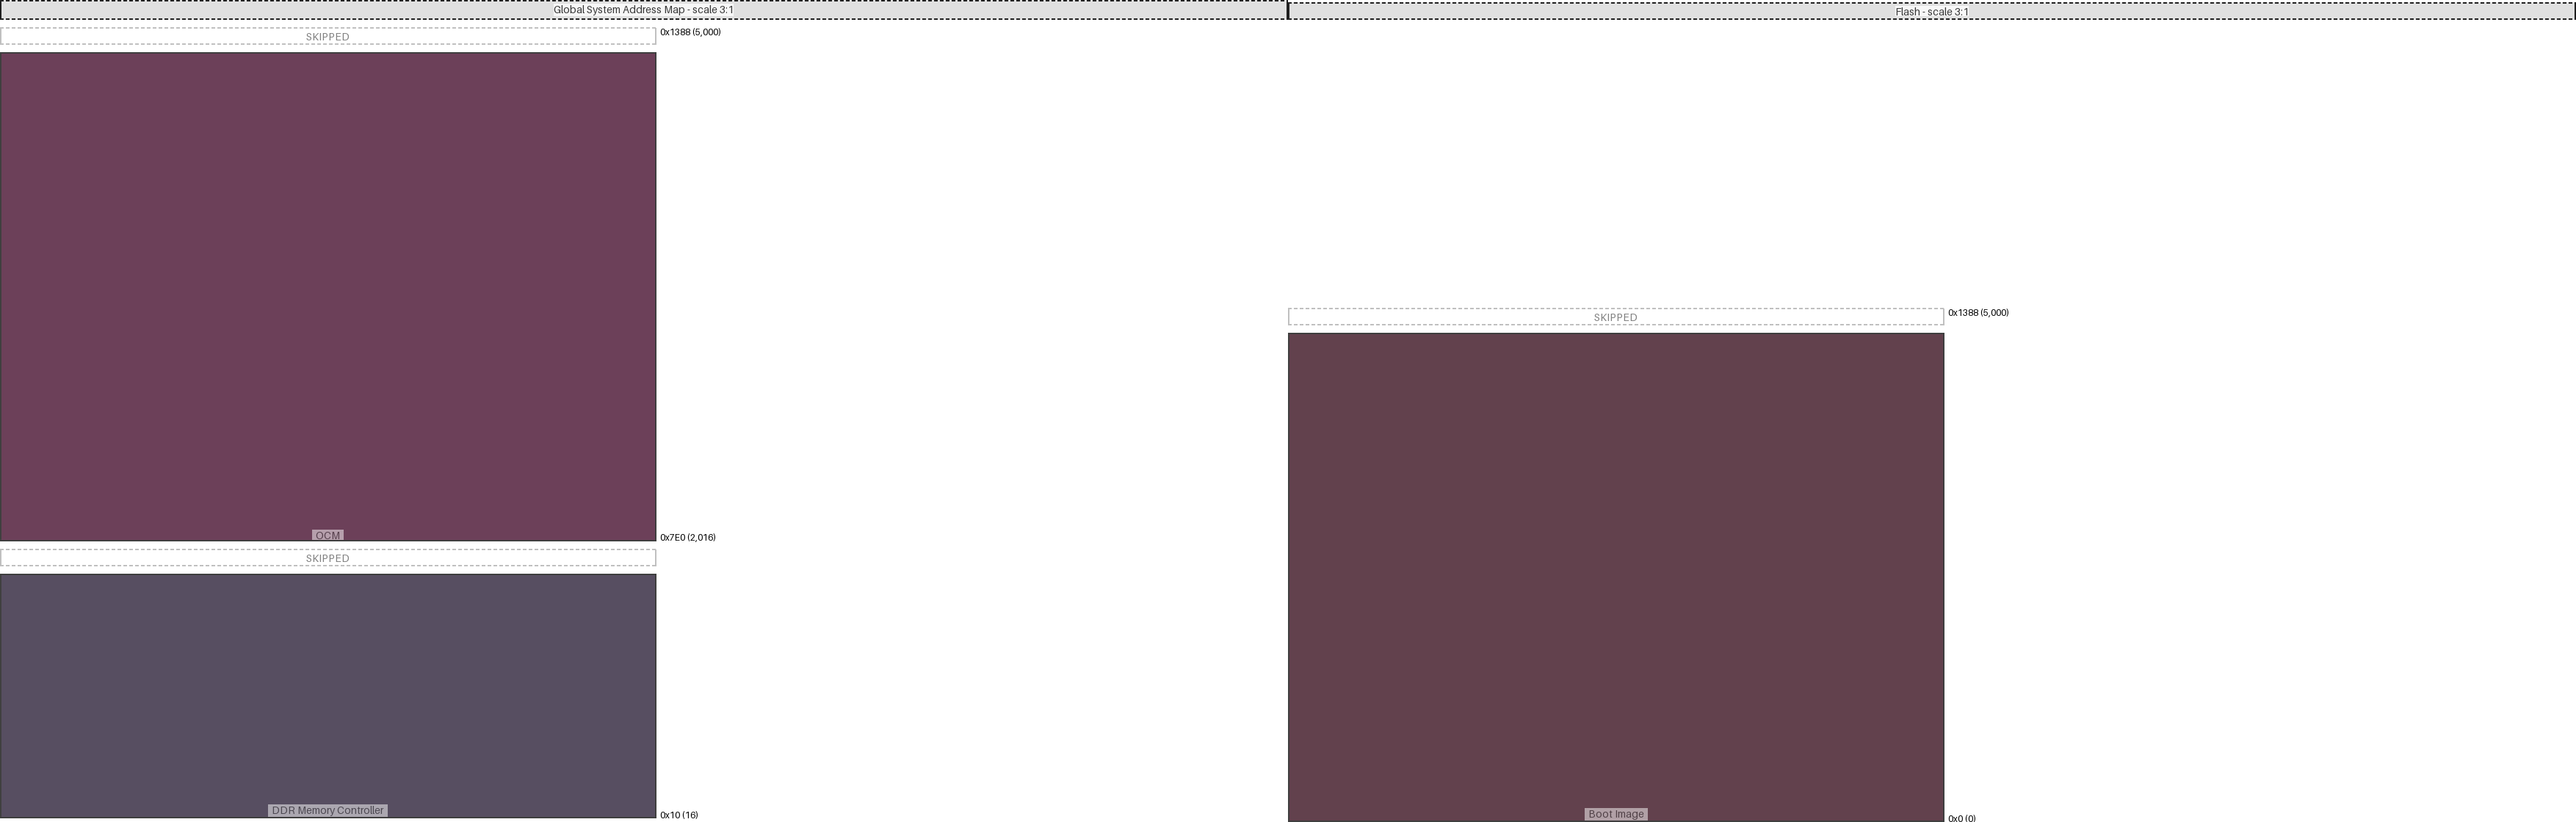 Global System Address Map - scale 3:1
SKIPPED
0x1388 (5,000)
OCM
0x7E0 (2,016)
SKIPPED
DDR Memory Controller
0x10 (16)
Flash - scale 3:1
SKIPPED
0x1388 (5,000)
Boot Image
0x0 (0)